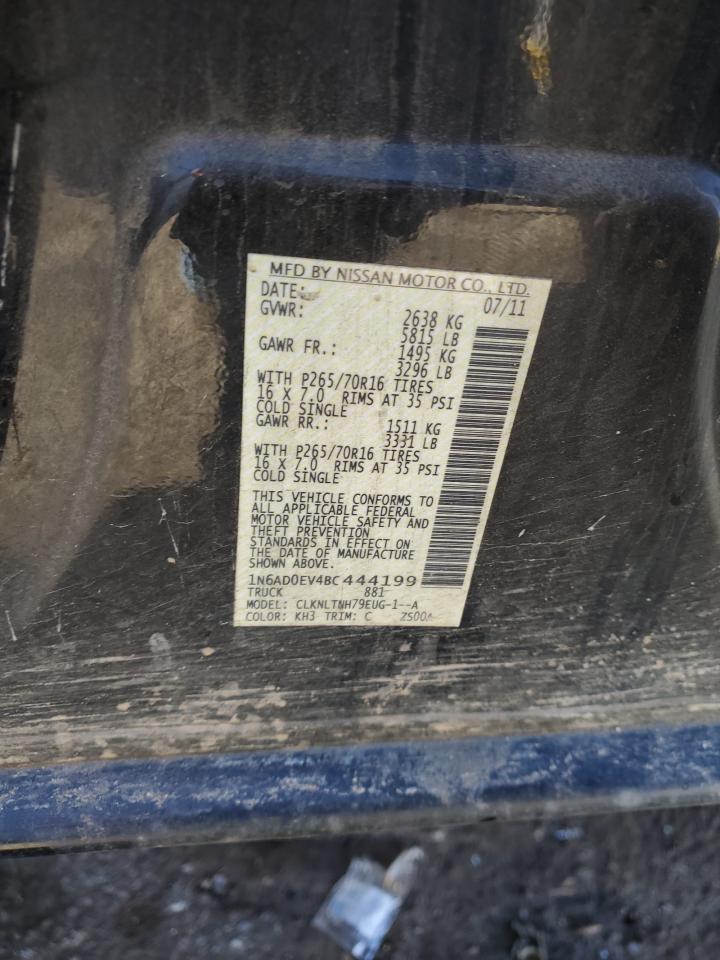 MFD BY NISSAN MOTOR CO., LTD.
DATE: 07/11
GVWR: 2638 KG
5815 LB
GAWR FR.: 1495 KG
3296 LB
WITH P265/70R16 TIRES
16 X 7.0 RIMS AT 35 PSI
COLD SINGLE
GAWR RR.: 1511 KG
3331 LB
WITH P265/70R16 TIRES
16 X 7.0 RIMS AT 35 PSI
COLD SINGLE
THIS VEHICLE CONFORMS TO
ALL APPLICABLE FEDERAL
MOTOR VEHICLE SAFETY AND
THEFT PREVENTION
STANDARDS IN EFFECT ON
THE DATE OF MANUFACTURE
SHOWN ABOVE.
1N6AD0EV4BC444199
TRUCK 881
MODEL: CLKNLTNH79EUG-1--A
COLOR: KH3 TRIM: C